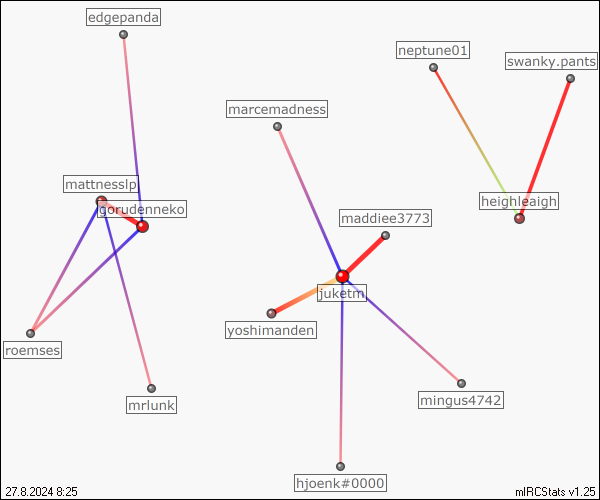 edgepanda
neptune01
swanky.pants
marcemadness
mattnesslp
gorudenneko
heighleaigh
maddiee3773
juketm
yoshimanden
roemses
mrlunk
mingus4742
hjoenk#0000
27.8.2024 8:25
mIRCStats v1.25